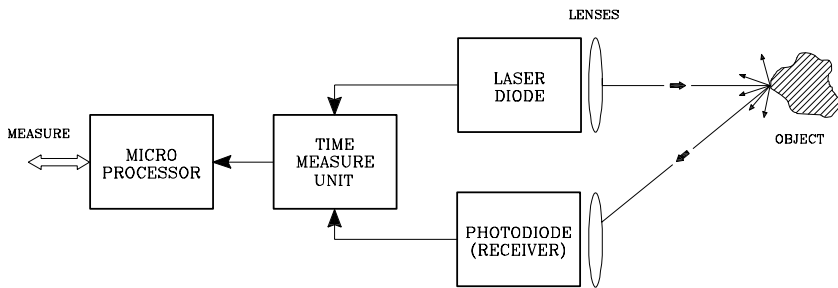 LENSES
LASER
DIODE
OBJECT
MEASURE
MICRO
PROCESSOR
TIME
MEASURE
UNIT
PHOTODIODE
(RECEIVER)